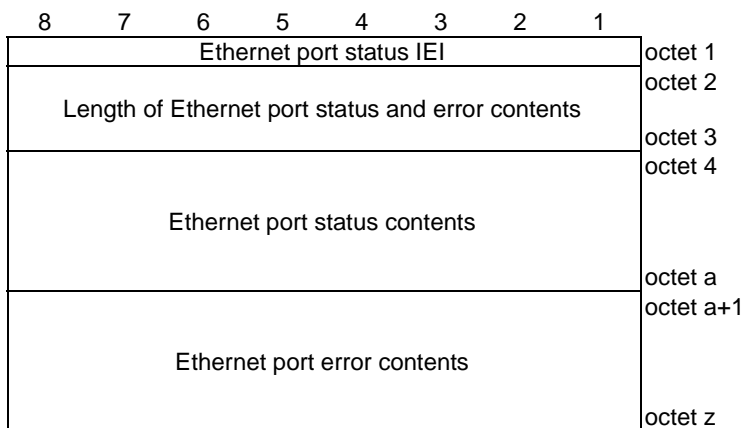 8 7 6 5 4 3 2 1
Ethernet port status IEI octet 1
octet 2
Length of Ethernet port status and error contents
octet 3
octet 4
Ethernet port status contents
octet a
octet a+1
Ethernet port error contents
octet z